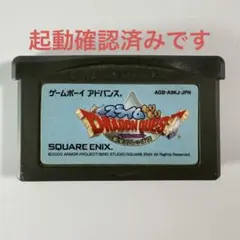 起動確認済みです
ゲームボーイ アドバンス
AGB-A9KJ-JPN
スライム
DRAGON QUEST
SQUARE ENIX.